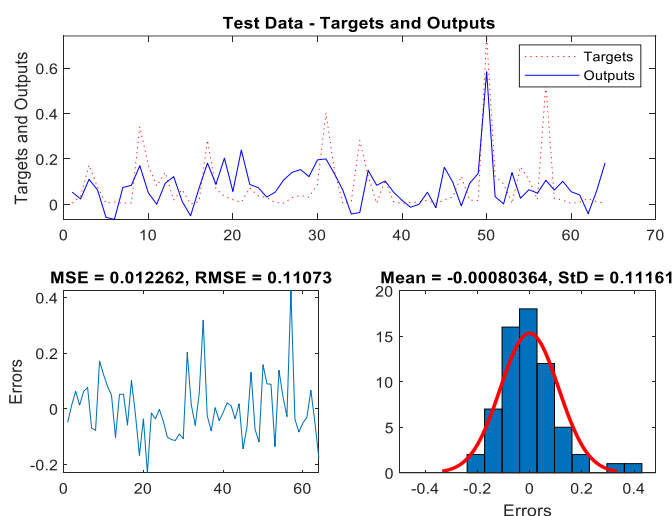 Test Data - Targets and Outputs
Targets and Outputs
0.6
0.4
0.2
0
Targets
Outputs
0 10 20 30 40 50 60 70
MSE = 0.012262, RMSE = 0.11073
Errors
0.4
0.2
0
-0.2
0 20 40 60
Mean = -0.00080364, StD = 0.11161
20
15
10
5
0
-0.4 -0.2 0 0.2 0.4
Errors